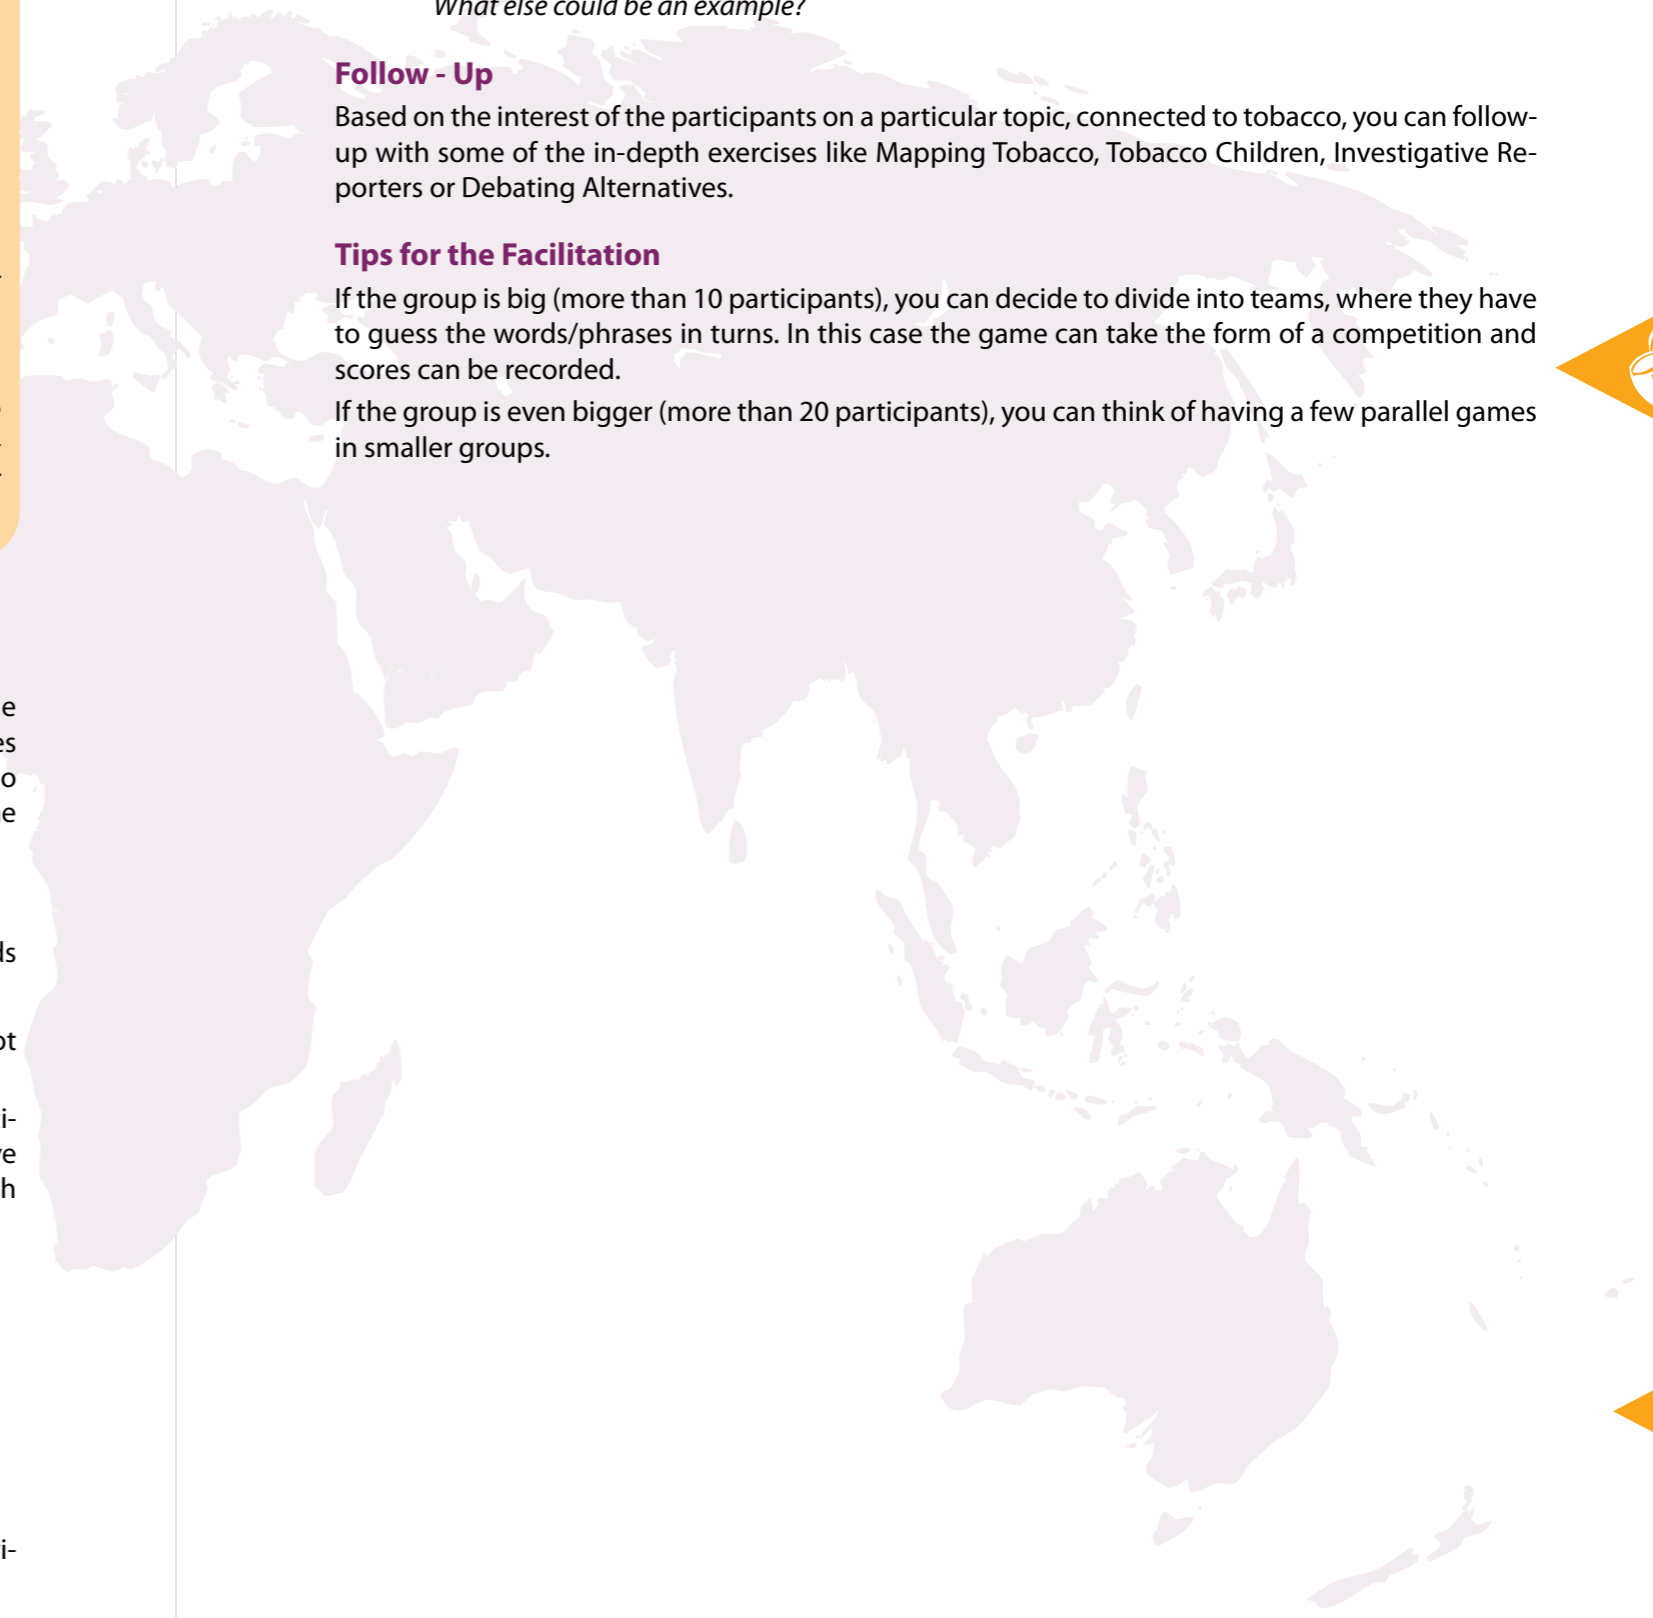 What else could be an example?
Follow - Up
Based on the interest of the participants on a particular topic, connected to tobacco, you can follow-
up with some of the in-depth exercises like Mapping Tobacco, Tobacco Children, Investigative Re-
porters or Debating Alternatives.
Tips for the Facilitation
If the group is big (more than 10 participants), you can decide to divide into teams, where they have
to guess the words/phrases in turns. In this case the game can take the form of a competition and
scores can be recorded.
If the group is even bigger (more than 20 participants), you can think of having a few parallel games
in smaller groups.